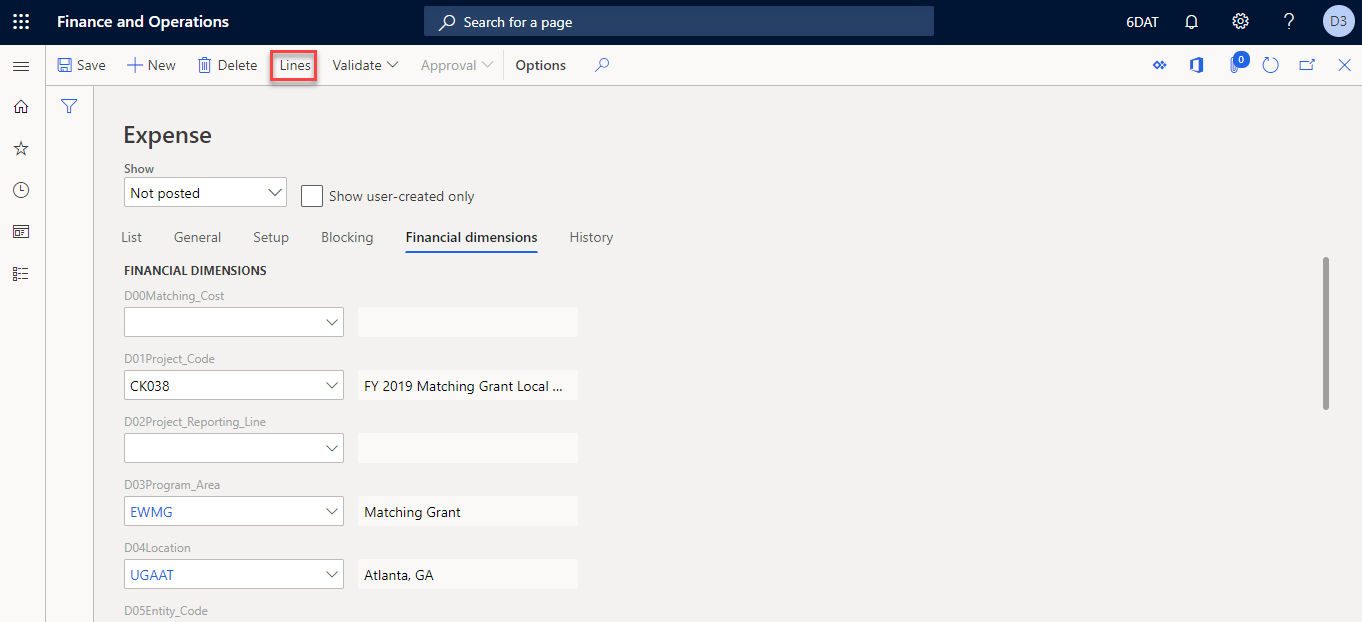 Finance and Operations
Search for a page
6DAT
?
D3
Save
New
Delete
Lines
Validate
Approval
Options
0
Expense
Show
Not posted
Show user-created only
List
General
Setup
Blocking
Financial dimensions
History
FINANCIAL DIMENSIONS
D00Matching_Cost
D01Project_Code
CK038
FY 2019 Matching Grant Local ...
D02Project_Reporting_Line
D03Program_Area
EWMG
Matching Grant
D04Location
UGAAT
Atlanta, GA
D05Entity_Code